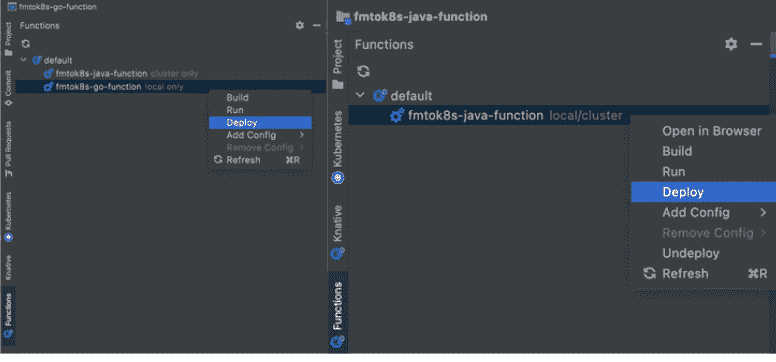 fmtok8s-go-function
Functions
default
fmtok8s-java-function cluster only
fmtok8s-go-function local only
Build
Run
Deploy
Add Config
Remove Config
Refresh ⌘R
Project
Commit
Pull Requests
Kubernetes
Knative
Functions
fmtok8s-java-function
Functions
default
fmtok8s-java-function local/cluster
Open in Browser
Build
Run
Deploy
Add Config
Remove Config
Undeploy
Refresh ⌘R
Project
Kubernetes
Knative
Functions